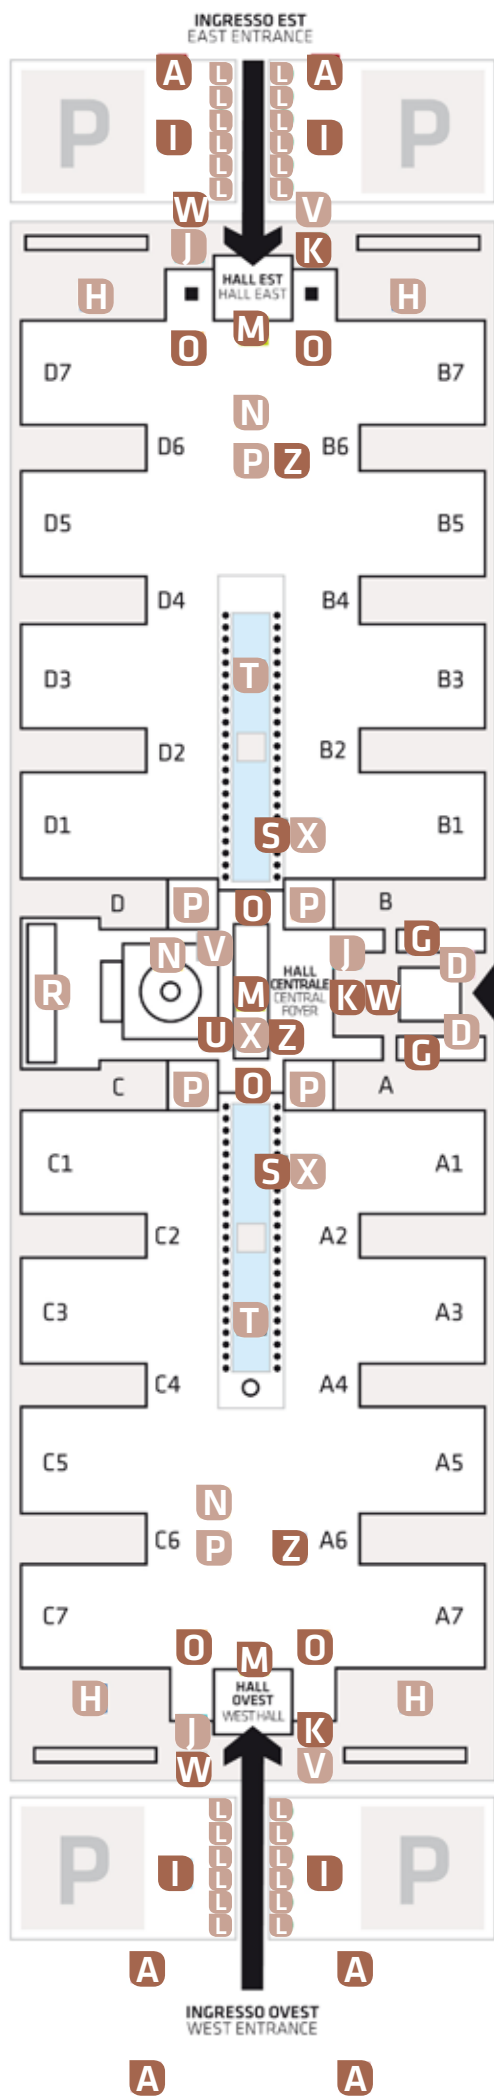 INGRESSO EST
EAST ENTRANCE
A L L A
L L
P I L L I P
L L
L L
L L
W V
J K
H HALL EST H
HALL EAST
M
O O
D7 B7
N
D6 P Z B6
D5 B5
D4 B4
D3 T B3
D2 B2
D1 S X B1
D P O P B
N V J G
D
R M HALL
CENTRALE
CENTRAL
FOYER
K W
U X Z D
G
C P O P A
C1 S X A1
C2 A2
C3 T A3
C4 A4
C5 A5
N
C6 P Z A6
C7 A7
O M O
H HALL
OVEST
WEST HALL
H
J K
W V
L L
L L
P I L L I P
L L
L L
L L
A A
INGRESSO OVEST
WEST ENTRANCE
A A